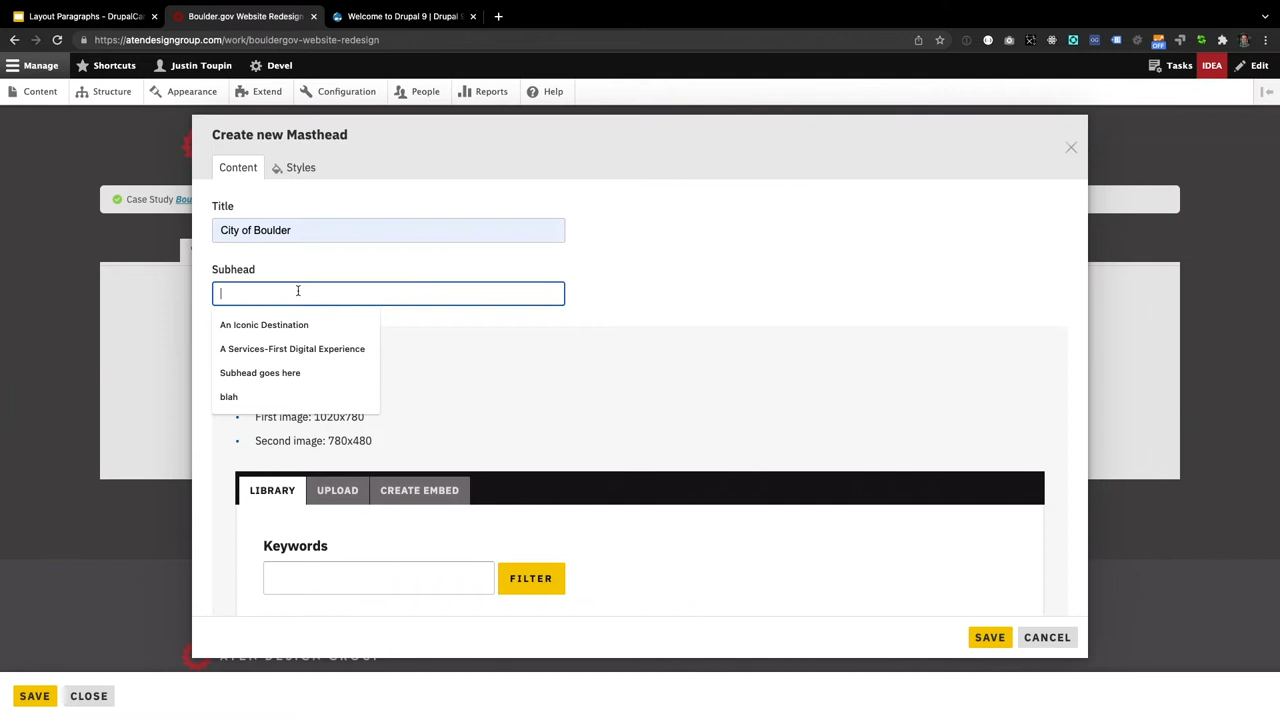 Layout Paragraphs - DrupalCa
Boulder.gov Website Redesign
Welcome to Drupal 9 | Drupal 9
https://atendesigngroup.com/work/bouldergov-website-redesign
OFF
Manage
Shortcuts
Justin Toupin
Devel
Tasks
IDEA
Edit
Content
Structure
Appearance
Extend
Configuration
People
Reports
Help
Create new Masthead
Content
Styles
Case Study Bou
Title
City of Boulder
Subhead
An Iconic Destination
A Services-First Digital Experience
Subhead goes here
blah
First image: 1020x780
Second image: 780x480
LIBRARY
UPLOAD
CREATE EMBED
Keywords
FILTER
SAVE
CANCEL
ATEN DESIGN GROUP
SAVE
CLOSE